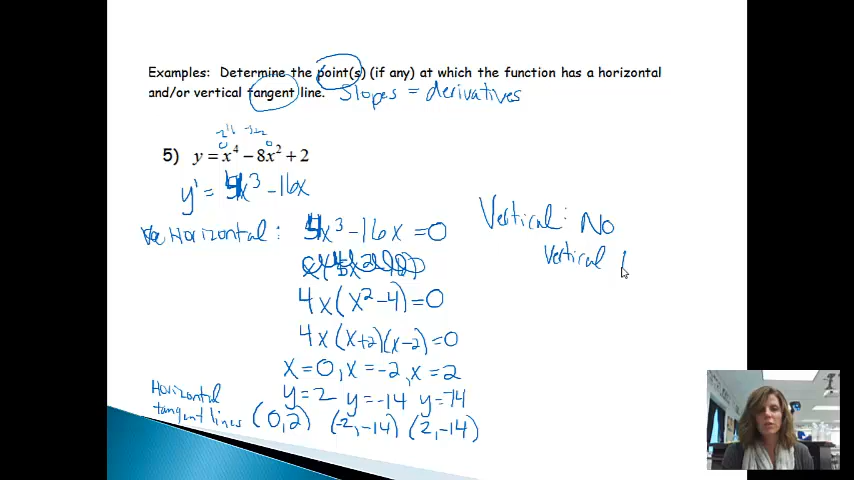 Examples: Determine the point(s) (if any) at which the function has a horizontal
and/or vertical tangent line. Slopes = derivatives
5) y = x⁴ − 8x² + 2
y' = 4x³ − 16x
Horizontal: 4x³ − 16x = 0
Vertical: No
vertical
4x(x² − 4) = 0
4x(x+2)(x−2) = 0
x = 0, x = −2, x = 2
y = 2 y = −14 y = 74
Horizontal
tangent lines (0,2) (−2,−14) (2,−14)